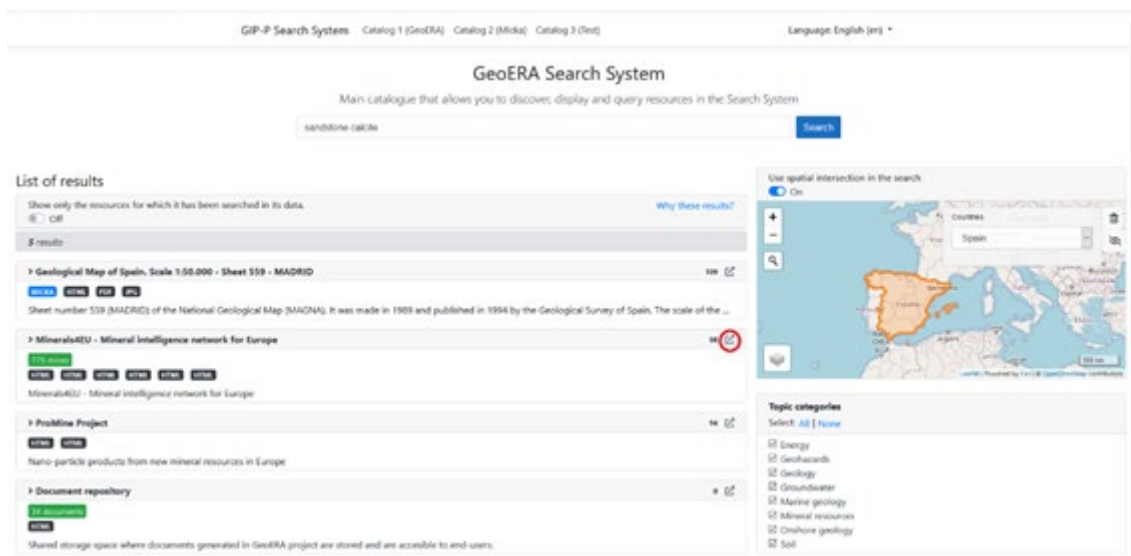 GIP-P Search System Catalog 1 (GeoERA) Catalog 2 (Micka) Catalog 3 (Test) Language: English (en)
GeoERA Search System
Main catalogue that allows you to discover, display and query resources in the Search System
sandstone calcite Search
List of results
Show only the resources for which it has been searched in its data. Why these results?
Off
5 results
Geological Map of Spain. Scale 1:50.000 - Sheet 559 - MADRID 109
MICKA HTML PDF JPG
Sheet number 559 (MADRID) of the National Geological Map (MAGNA). It was made in 1989 and published in 1994 by the Geological Survey of Spain. The scale of the ...
Minerals4EU - Mineral intelligence network for Europe
775 mines
HTML HTML HTML HTML HTML HTML
Minerals4EU - Mineral intelligence network for Europe
ProMine Project 14
HTML HTML
Nano-particle products from new mineral resources in Europe
Document repository
34 documents
HTML
Shared storage space where documents generated in GeoERA project are stored and are accesible to end-users.
Use spatial intersection in the search
On
+
-
Countries
Spain
Topic categories
Select: All | None
Energy
Geohazards
Geology
Groundwater
Marine geology
Mineral resources
Onshore geology
Soil